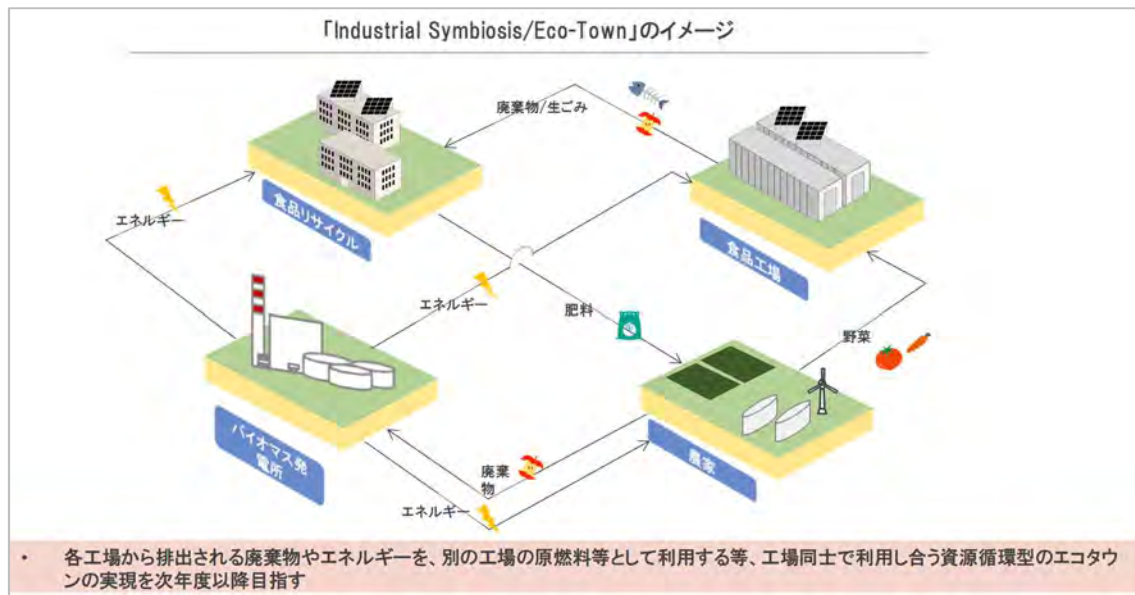 「Industrial Symbiosis/Eco-Town」のイメージ
廃棄物/生ごみ
エネルギー
食品リサイクル
食品工場
エネルギー
肥料
野菜
バイオマス発
電所
農家
廃棄
物
エネルギー
• 各工場から排出される廃棄物やエネルギーを、別の工場の原燃料等として利用する等、工場同士で利用し合う資源循環型のエコタウ
ンの実現を次年度以降目指す